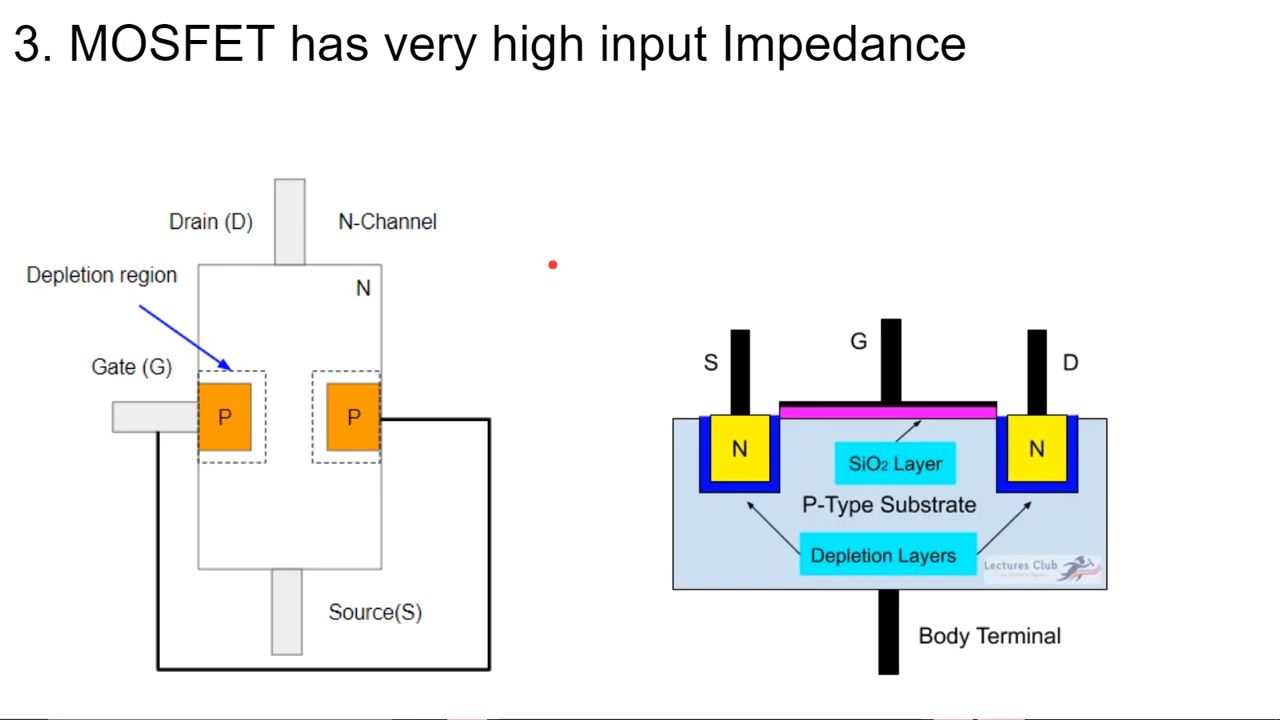 3. MOSFET has very high input Impedance
Drain (D)
N-Channel
Depletion region
N
Gate (G)
P
P
Source(S)
G
S
D
N
N
SiO2 Layer
P-Type Substrate
Depletion Layers
Lectures Club
Body Terminal